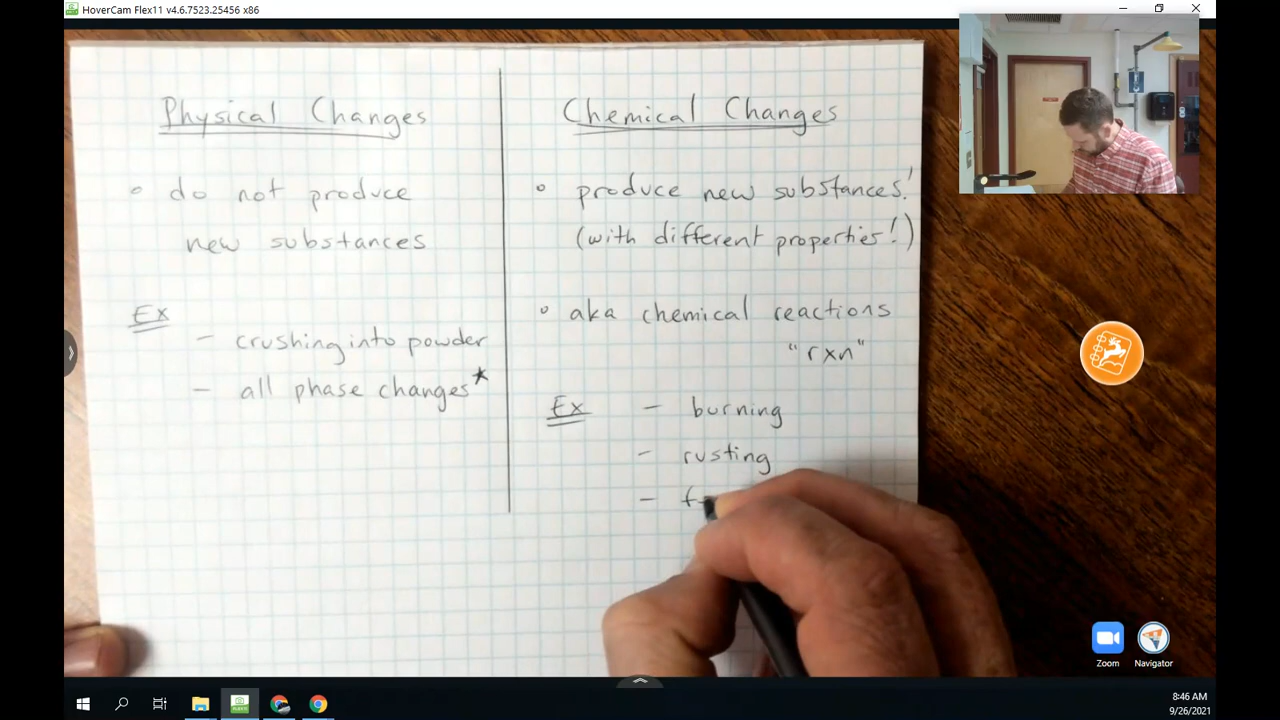 HoverCam Flex11 v4.6.7523.25456 x86
Physical Changes
° do not produce
new substances
Ex
- crushing into powder
- all phase changes*
Chemical Changes
° produce new substances!
(with different properties!)
° aka chemical reactions
"rxn"
Ex - burning
- rusting
- f
Zoom
Navigator
8:46 AM
9/26/2021